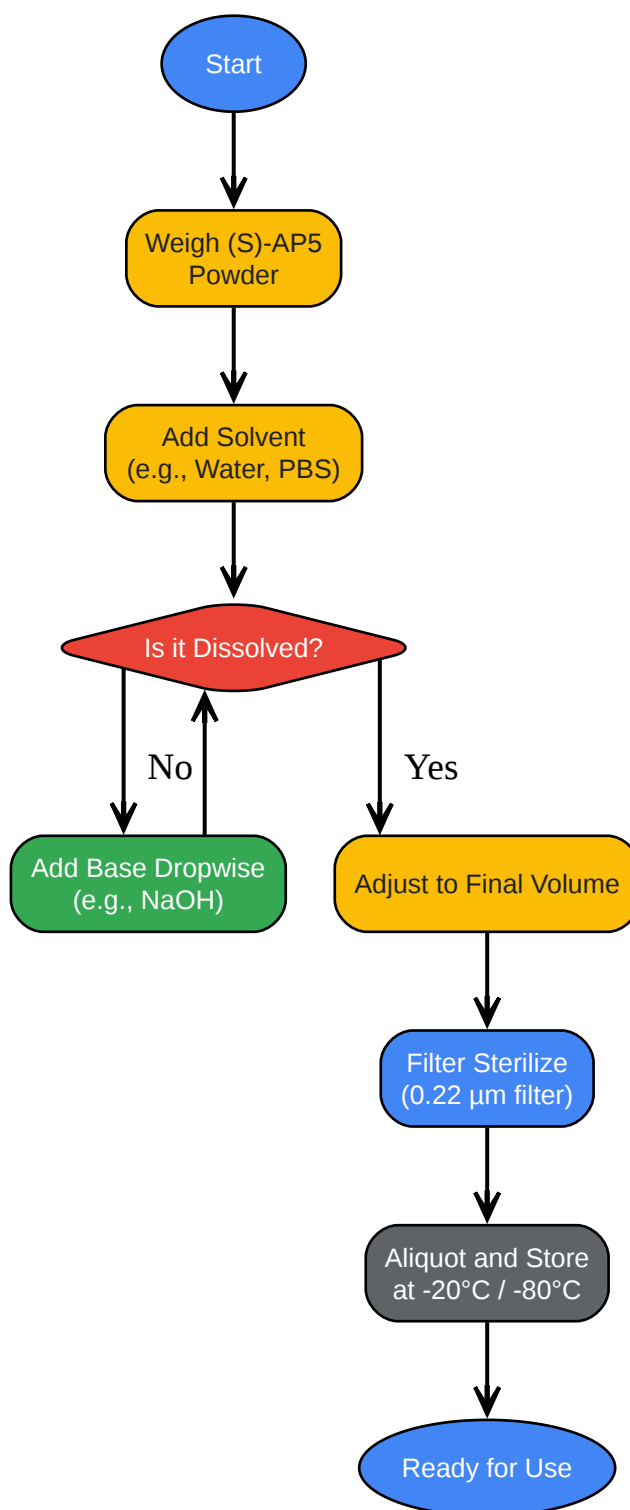 Start
Weigh (S)-AP5
Powder
Add Solvent
(e.g., Water, PBS)
Is it Dissolved?
No
Yes
Add Base Dropwise
(e.g., NaOH)
Adjust to Final Volume
Filter Sterilize
(0.22 µm filter)
Aliquot and Store
at -20°C / -80°C
Ready for Use